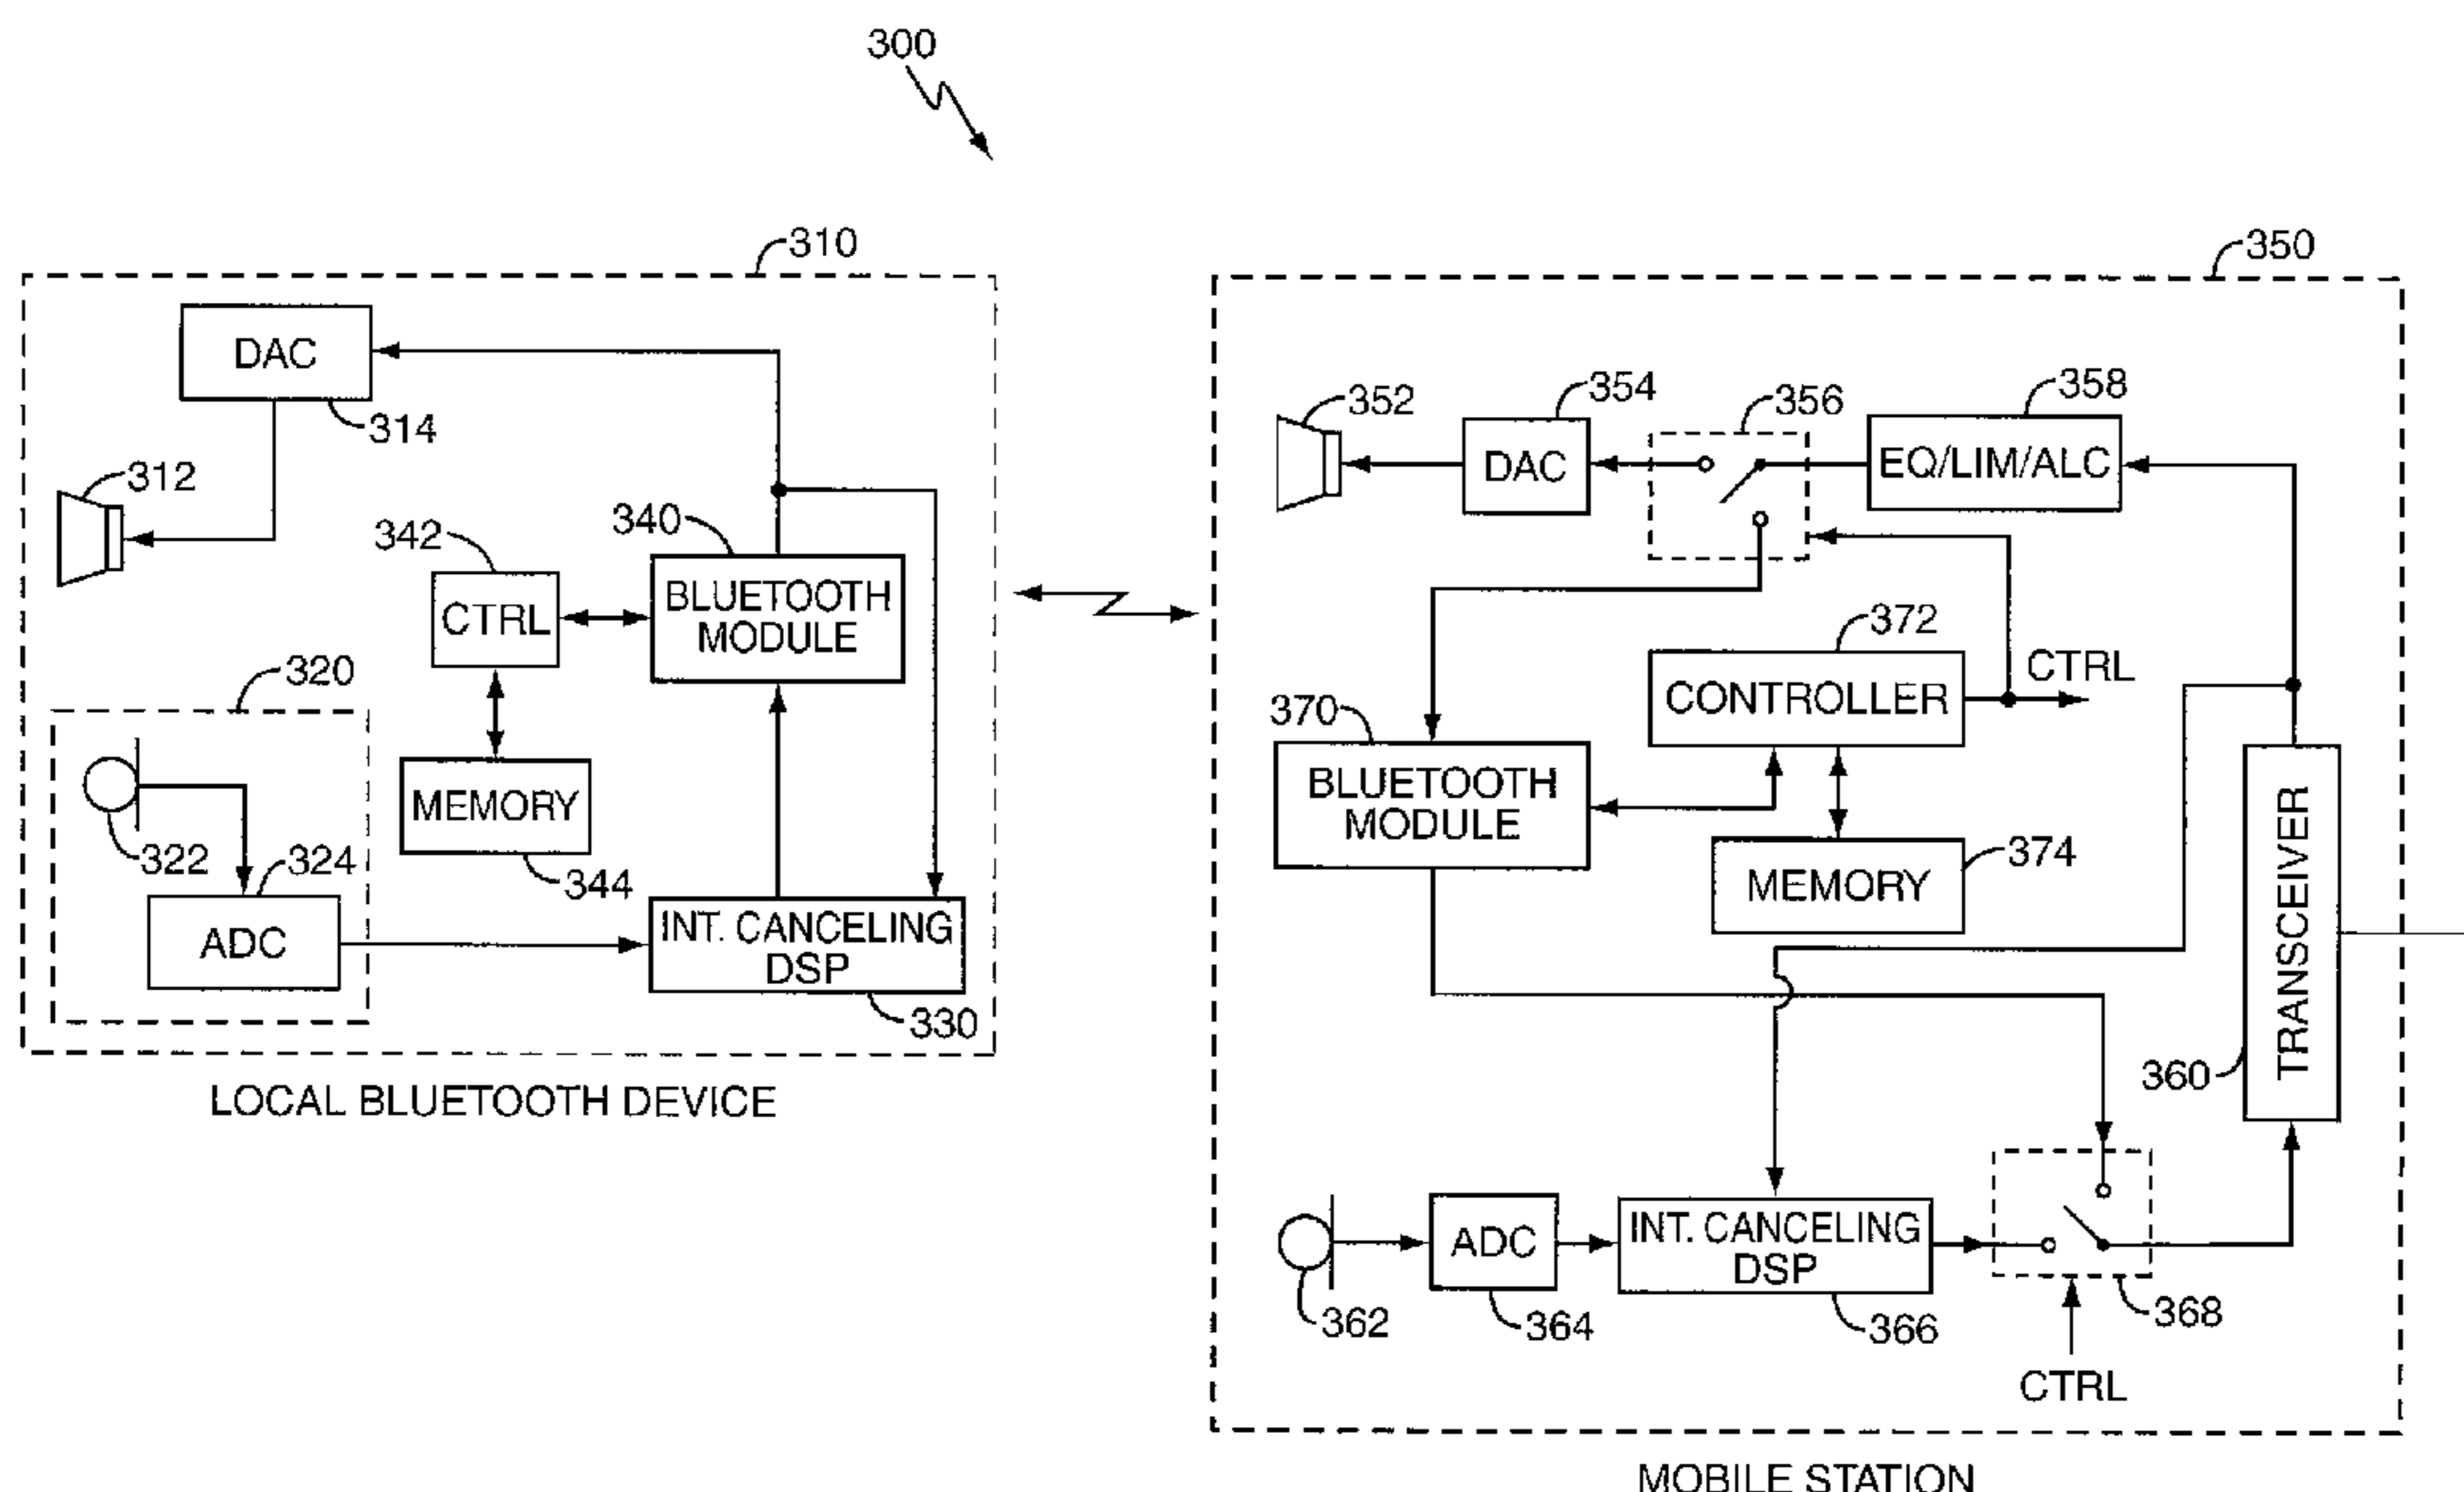 300
310
DAC
314
312
342
340
CTRL
BLUETOOTH
MODULE
320
322
324
ADC
MEMORY
344
INT. CANCELING
DSP
330
LOCAL BLUETOOTH DEVICE
350
352
354
356
358
DAC
EQ/LIM/ALC
372
CONTROLLER
CTRL
370
BLUETOOTH
MODULE
374
MEMORY
TRANSCEIVER
360
362
ADC
364
INT. CANCELING
DSP
366
368
CTRL
MOBILE STATION